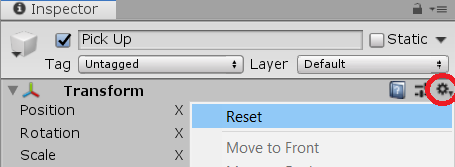 Inspector
Pick Up
Static
Tag Untagged Layer Default
Transform
Position X
Reset
Rotation X
Move to Front
Scale X